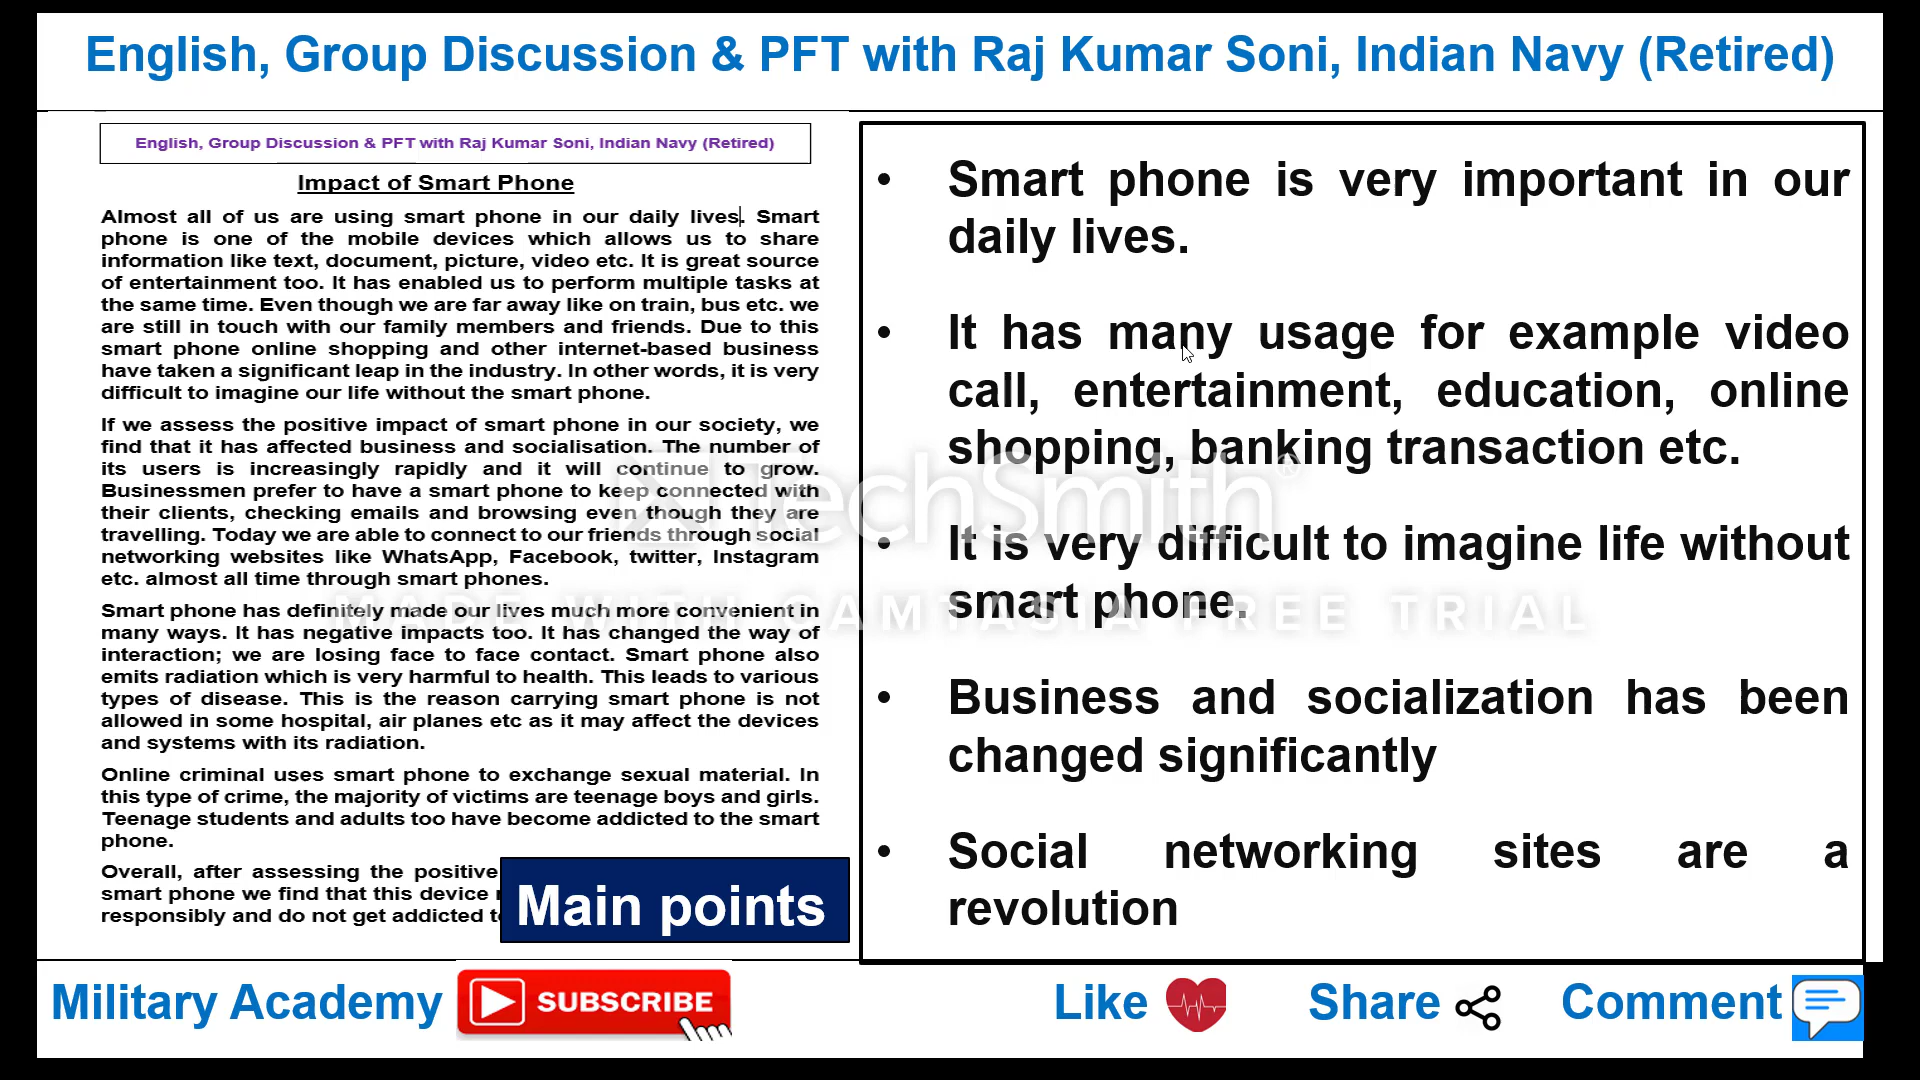 English, Group Discussion & PFT with Raj Kumar Soni, Indian Navy (Retired)
English, Group Discussion & PFT with Raj Kumar Soni, Indian Navy (Retired)
Impact of Smart Phone
Almost all of us are using smart phone in our daily lives. Smart
phone is one of the mobile devices which allows us to share
information like text, document, picture, video etc. It is great source
of entertainment too. It has enabled us to perform multiple tasks at
the same time. Even though we are far away like on train, bus etc. we
are still in touch with our family members and friends. Due to this
smart phone online shopping and other internet-based business
have taken a significant leap in the industry. In other words, it is very
difficult to imagine our life without the smart phone.
If we assess the positive impact of smart phone in our society, we
find that it has affected business and socialisation. The number of
its users is increasingly rapidly and it will continue to grow.
Businessmen prefer to have a smart phone to keep connected with
their clients, checking emails and browsing even though they are
travelling. Today we are able to connect to our friends through social
networking websites like WhatsApp, Facebook, twitter, Instagram
etc. almost all time through smart phones.
Smart phone has definitely made our lives much more convenient in
many ways. It has negative impacts too. It has changed the way of
interaction; we are losing face to face contact. Smart phone also
emits radiation which is very harmful to health. This leads to various
types of disease. This is the reason carrying smart phone is not
allowed in some hospital, air planes etc as it may affect the devices
and systems with its radiation.
Online criminal uses smart phone to exchange sexual material. In
this type of crime, the majority of victims are teenage boys and girls.
Teenage students and adults too have become addicted to the smart
phone.
Overall, after assessing the positive
smart phone we find that this device
responsibly and do not get addicted
Main points
• Smart phone is very important in our
daily lives.
• It has many usage for example video
call, entertainment, education, online
shopping, banking transaction etc.
• It is very difficult to imagine life without
smart phone.
• Business and socialization has been
changed significantly
• Social networking sites are a
revolution
TechSmith®
MADE WITH CAMTASIA FREE TRIAL
Military Academy
SUBSCRIBE
Like
Share
Comment